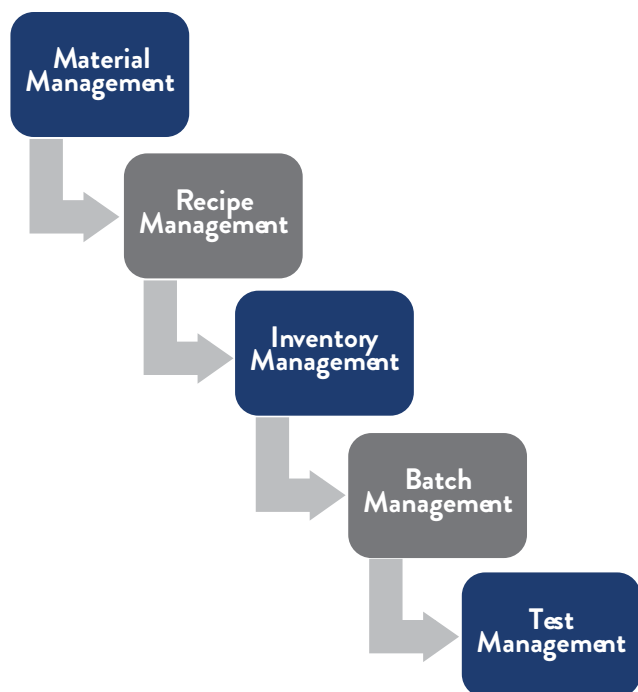 Material
Management
Recipe
Management
Inventory
Management
Batch
Management
Test
Management